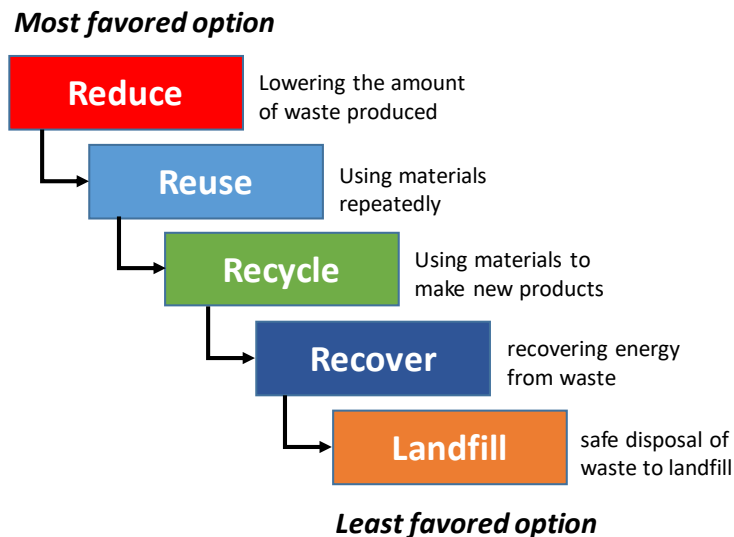 Most favored option
Reduce
Lowering the amount
of waste produced
Reuse
Using materials
repeatedly
Recycle
Using materials to
make new products
Recover
recovering energy
from waste
Landfill
safe disposal of
waste to landfill
Least favored option